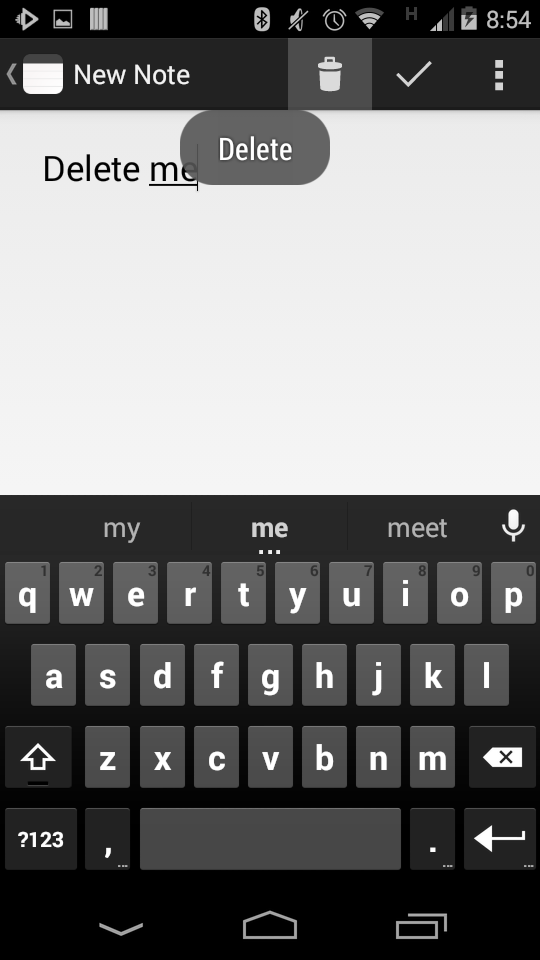 H 8:54
New Note
Delete
Delete me
my me meet
q 1 w 2 e 3 r 4 t 5 y 6 u 7 i 8 o 9 p 0
a s d f g h j k l
z x c v b n m
?123 , ... . ...